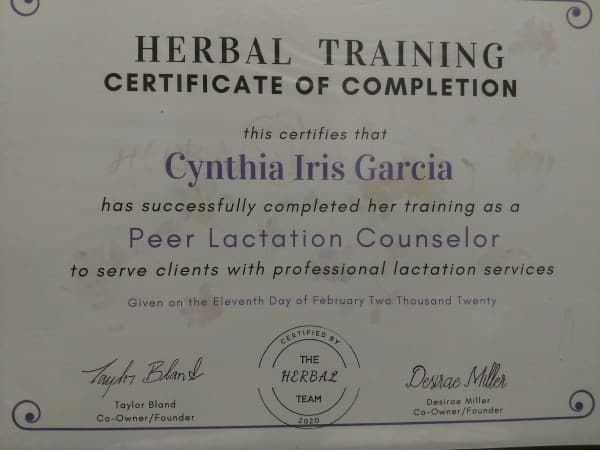 HERBAL TRAINING
CERTIFICATE OF COMPLETION
this certifies that
Cynthia Iris Garcia
has successfully completed her training as a
Peer Lactation Counselor
to serve clients with professional lactation services
Given on the Eleventh Day of February Two Thousand Twenty
Taylor Bland
Taylor Bland
Co-Owner/Founder
CERTIFIED BY
THE
HERBAL
TEAM
2020
Desirae Miller
Desirae Miller
Co-Owner/Founder